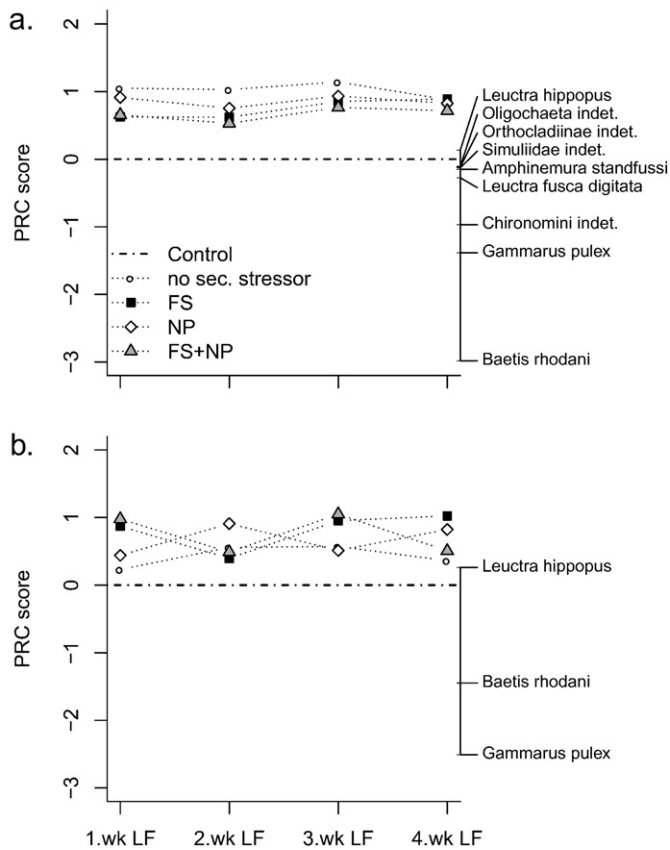 a.
2
1
0
−1
−2
−3
PRC score
Control
no sec. stressor
FS
NP
FS+NP
Leuctra hippopus
Oligochaeta indet.
Orthocladiinae indet.
Simuliidae indet.
Amphinemura standfussi
Leuctra fusca digitata
Chironomini indet.
Gammarus pulex
Baetis rhodani
b.
2
1
0
−1
−2
−3
PRC score
Leuctra hippopus
Baetis rhodani
Gammarus pulex
1.wk LF 2.wk LF 3.wk LF 4.wk LF